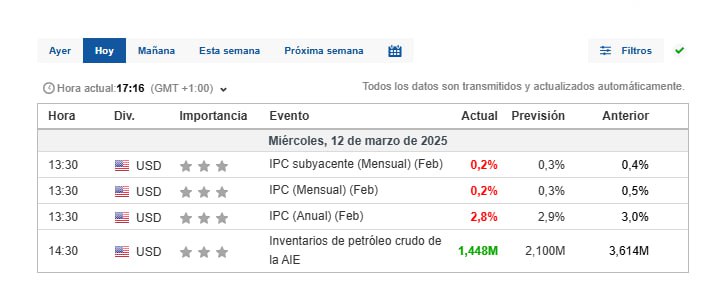 Ayer Hoy Mañana Esta semana Próxima semana Filtros
Hora actual:17:16 (GMT +1:00) Todos los datos son transmitidos y actualizados automáticamente.
Hora Div. Importancia Evento Actual Previsión Anterior
Miércoles, 12 de marzo de 2025
13:30 USD IPC subyacente (Mensual) (Feb) 0,2% 0,3% 0,4%
13:30 USD IPC (Mensual) (Feb) 0,2% 0,3% 0,5%
13:30 USD IPC (Anual) (Feb) 2,8% 2,9% 3,0%
14:30 USD Inventarios de petróleo crudo de
la AIE 1,448M 2,100M 3,614M